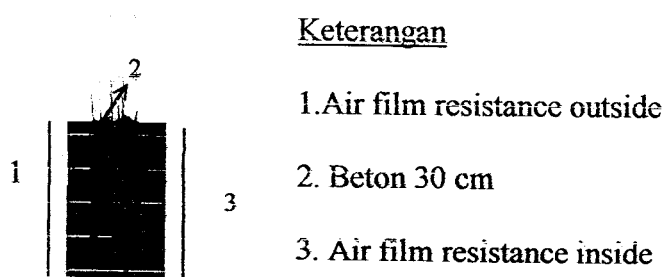 Keterangan
2
1.Air film resistance outside
1
2. Beton 30 cm
3
3. Air film resistance inside